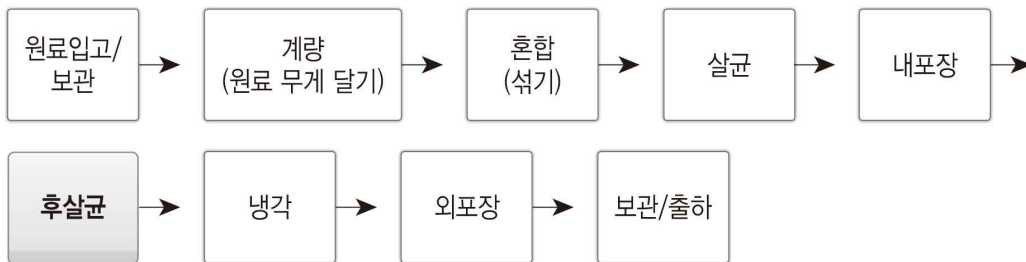 원료입고/
보관
계량
(원료 무게 달기)
혼합
(섞기)
살균
내포장
후살균
냉각
외포장
보관/출하